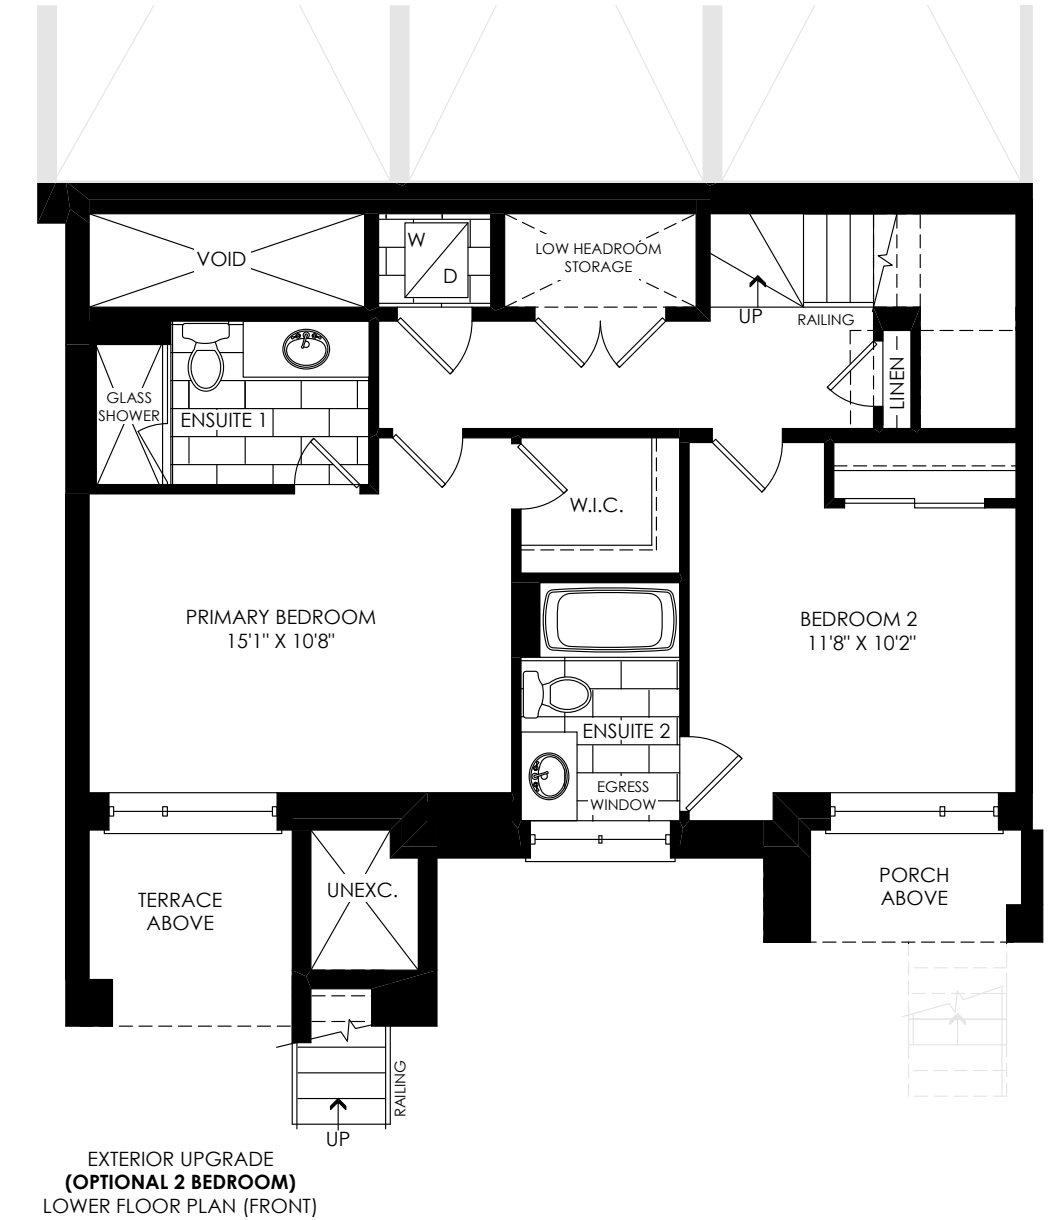 VOID
W
D
LOW HEADROOM
STORAGE
UP
RAILING
LINEN
GLASS
SHOWER
ENSUITE 1
W.I.C.
PRIMARY BEDROOM
15'1" X 10'8"
BEDROOM 2
11'8" X 10'2"
ENSUITE 2
EGRESS
WINDOW
TERRACE
ABOVE
UNEXC.
PORCH
ABOVE
RAILING
UP
EXTERIOR UPGRADE
(OPTIONAL 2 BEDROOM)
LOWER FLOOR PLAN (FRONT)